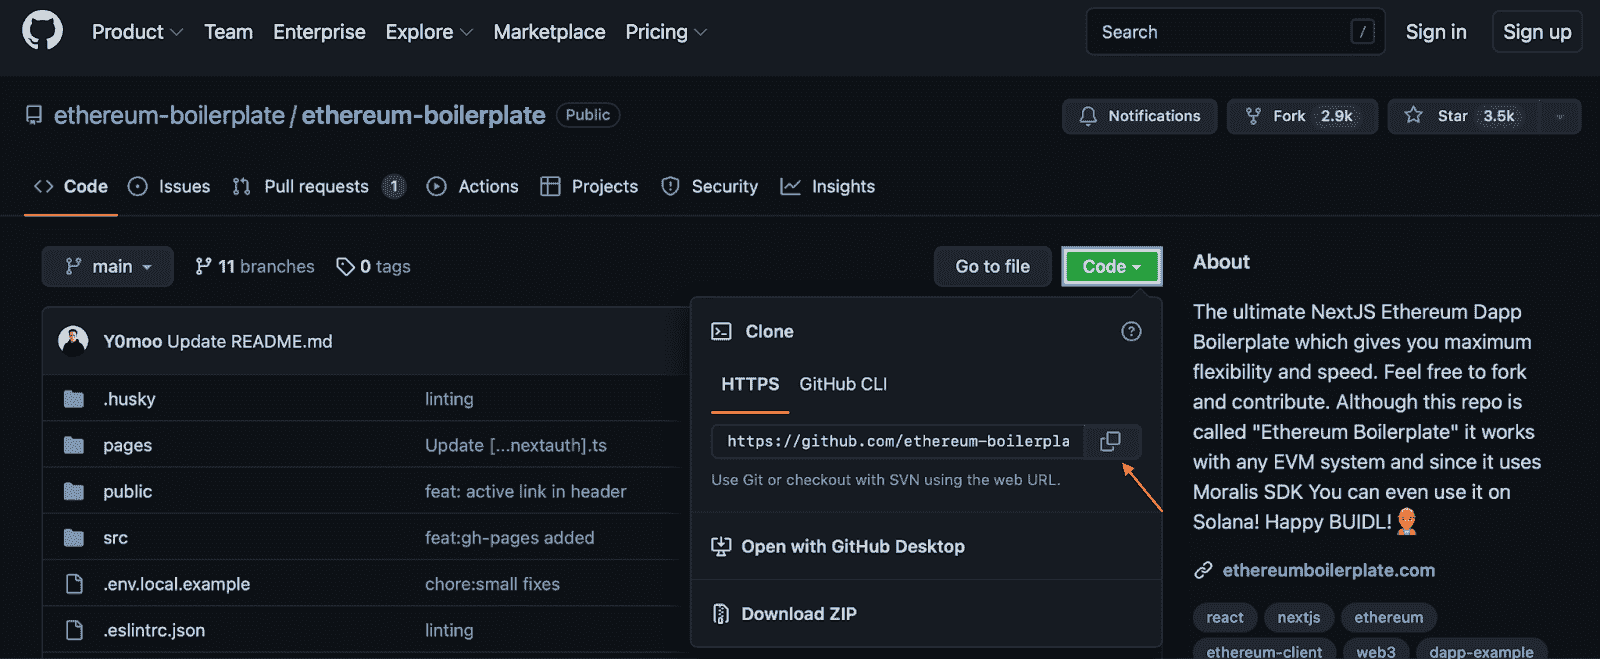 Product Team Enterprise Explore Marketplace Pricing Search / Sign in Sign up
ethereum-boilerplate / ethereum-boilerplate Public Notifications Fork 2.9k Star 3.5k
Code Issues Pull requests 1 Actions Projects Security Insights
main 11 branches 0 tags Go to file Code
Y0moo Update README.md
.husky linting
pages Update [...nextauth].ts
public feat: active link in header
src feat:gh-pages added
.env.local.example chore:small fixes
.eslintrc.json linting
Clone
HTTPS GitHub CLI
https://github.com/ethereum-boilerpla
Use Git or checkout with SVN using the web URL.
Open with GitHub Desktop
Download ZIP
About
The ultimate NextJS Ethereum Dapp
Boilerplate which gives you maximum
flexibility and speed. Feel free to fork
and contribute. Although this repo is
called "Ethereum Boilerplate" it works
with any EVM system and since it uses
Moralis SDK You can even use it on
Solana! Happy BUIDL!
ethereumboilerplate.com
react nextjs ethereum
ethereum-client web3 dapp-example